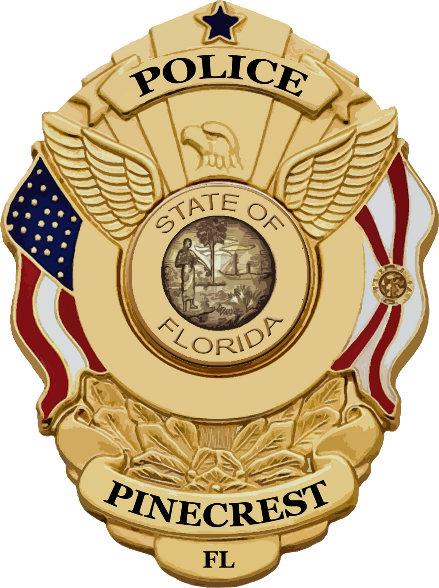 POLICE
STATE OF
FLORIDA
PINECREST
FL